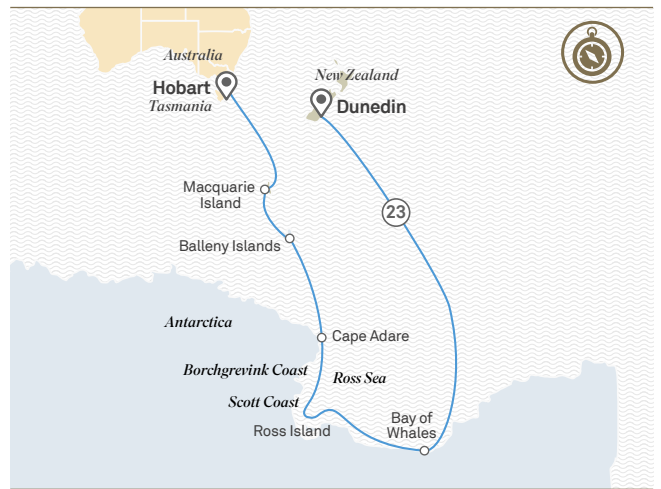 Australia
New Zealand
Hobart
Tasmania
Dunedin
Macquarie
Island
23
Balleny Islands
Antarctica
Cape Adare
Borchgrevink Coast
Ross Sea
Scott Coast
Ross Island
Bay of
Whales